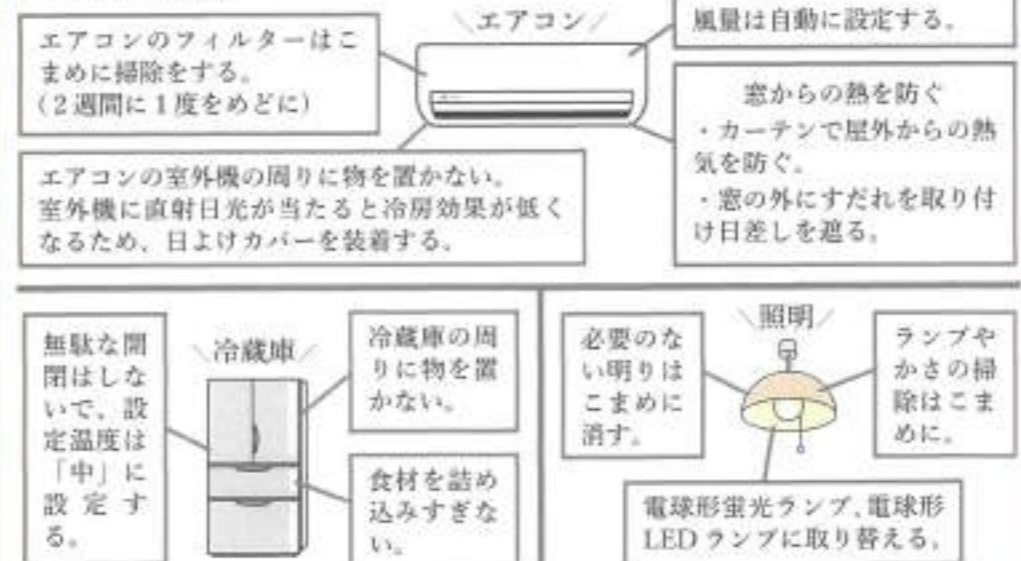 ＼エアコン／
エアコンのフィルターはこ
まめに掃除をする。
（２週間に１度をめどに）
風量は自動に設定する。
窓からの熱を防ぐ
・カーテンで屋外からの熱
気を防ぐ。
・窓の外にすだれを取り付
け日差しを遮る。
エアコンの室外機の周りに物を置かない。
室外機に直射日光が当たると冷房効果が低く
なるため、日よけカバーを装着する。
＼冷蔵庫／
無駄な開
閉はしな
いで、設
定温度は
「中」に
設定す
る。
冷蔵庫の周
りに物を置
かない。
食材を詰め
込みすぎな
い。
＼照明／
必要のな
い明りは
こまめに
消す。
ランプや
かさの掃
除はこま
めに。
電球形蛍光ランプ、電球形
LED ランプに取り替える。